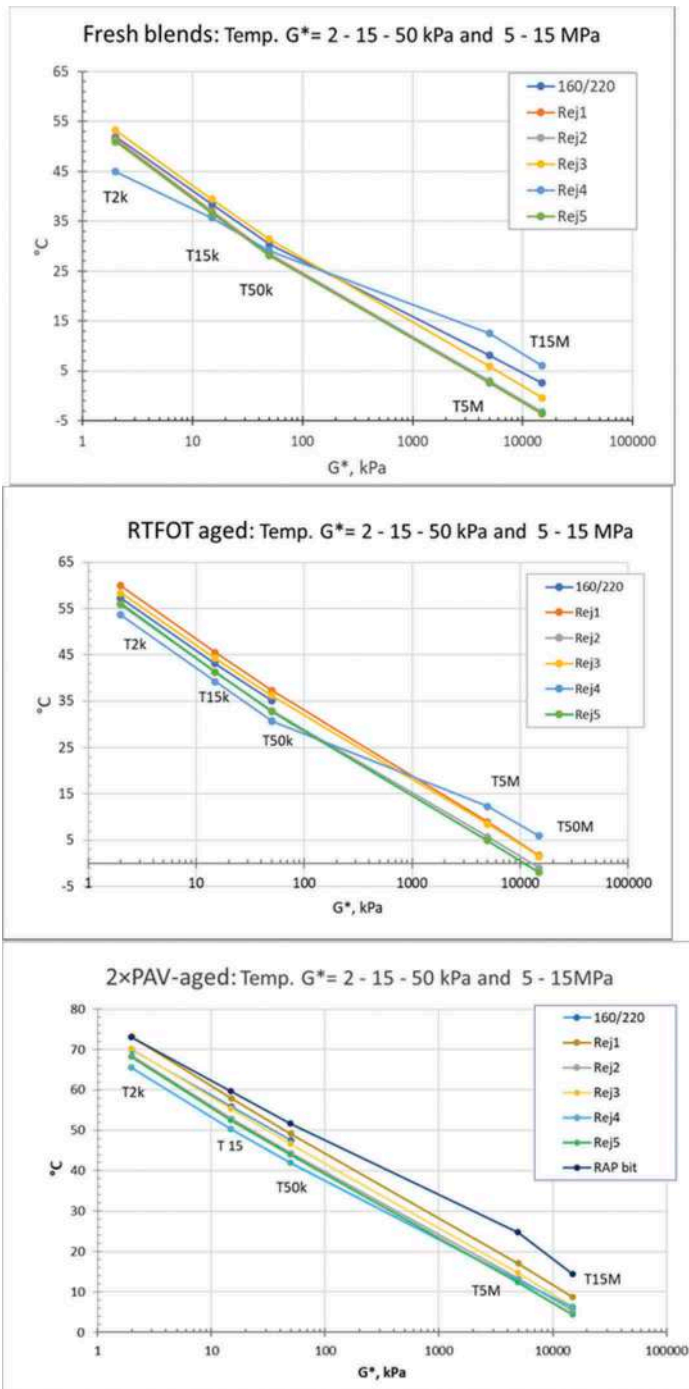 Fresh blends: Temp. G*= 2 - 15 - 50 kPa and 5 - 15 MPa
65
55
45
35
25
15
5
-5
°C
T2k
T15k
T50k
T5M
T15M
160/220
Rej1
Rej2
Rej3
Rej4
Rej5
1 10 100 1000 10000 100000
G*, kPa
RTFOT aged: Temp. G*= 2 - 15 - 50 kPa and 5 - 15 MPa
65
55
45
35
25
15
5
-5
°C
T2k
T15k
T50k
T5M
T50M
160/220
Rej1
Rej2
Rej3
Rej4
Rej5
1 10 100 1000 10000 100000
G*, kPa
2×PAV-aged: Temp. G*= 2 - 15 - 50 kPa and 5 - 15MPa
80
70
60
50
40
30
20
10
0
°C
T2k
T 15
T50k
T5M
T15M
160/220
Rej1
Rej2
Rej3
Rej4
Rej5
RAP bit
1 10 100 1000 10000 100000
G*, kPa